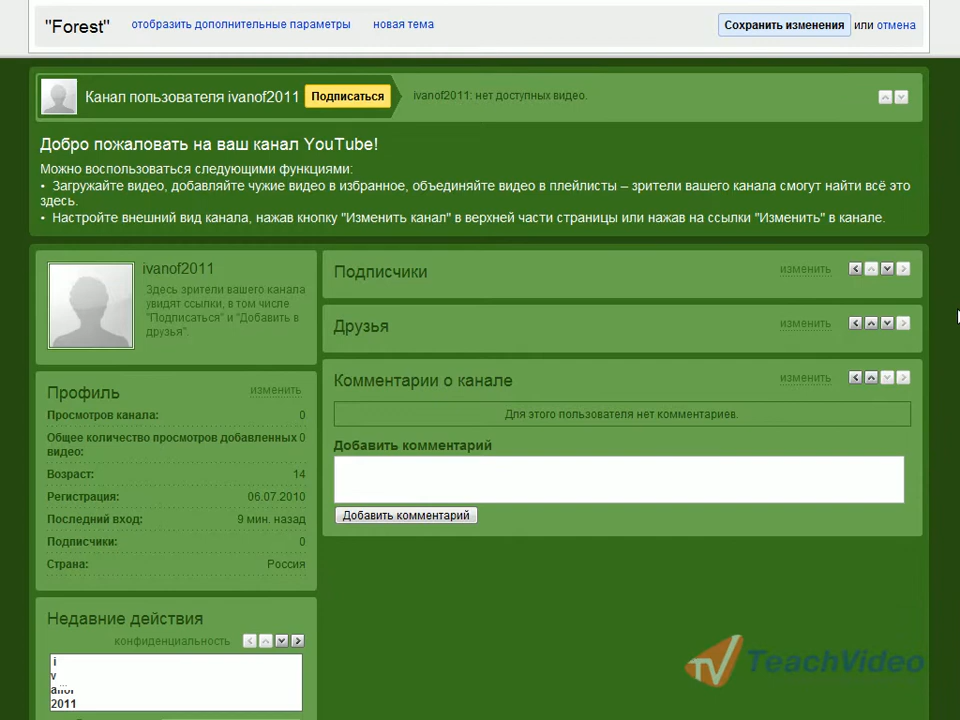 "Forest" отобразить дополнительные параметры новая тема Сохранить изменения или отмена
Канал пользователя ivanof2011 Подписаться ivanof2011: нет доступных видео.
Добро пожаловать на ваш канал YouTube!
Можно воспользоваться следующими функциями:
• Загружайте видео, добавляйте чужие видео в избранное, объединяйте видео в плейлисты – зрители вашего канала смогут найти всё это
здесь.
• Настройте внешний вид канала, нажав кнопку "Изменить канал" в верхней части страницы или нажав на ссылки "Изменить" в канале.
ivanof2011
Здесь зрители вашего канала
увидят ссылки, в том числе
"Подписаться" и "Добавить в
друзья".
Профиль изменить
Просмотров канала: 0
Общее количество просмотров добавленных 0
видео:
Возраст: 14
Регистрация: 06.07.2010
Последний вход: 9 мин. назад
Подписчики: 0
Страна: Россия
Недавние действия
конфиденциальность
i
v
2011
Подписчики изменить
Друзья изменить
Комментарии о канале изменить
Для этого пользователя нет комментариев.
Добавить комментарий
Добавить комментарий
TeachVideo